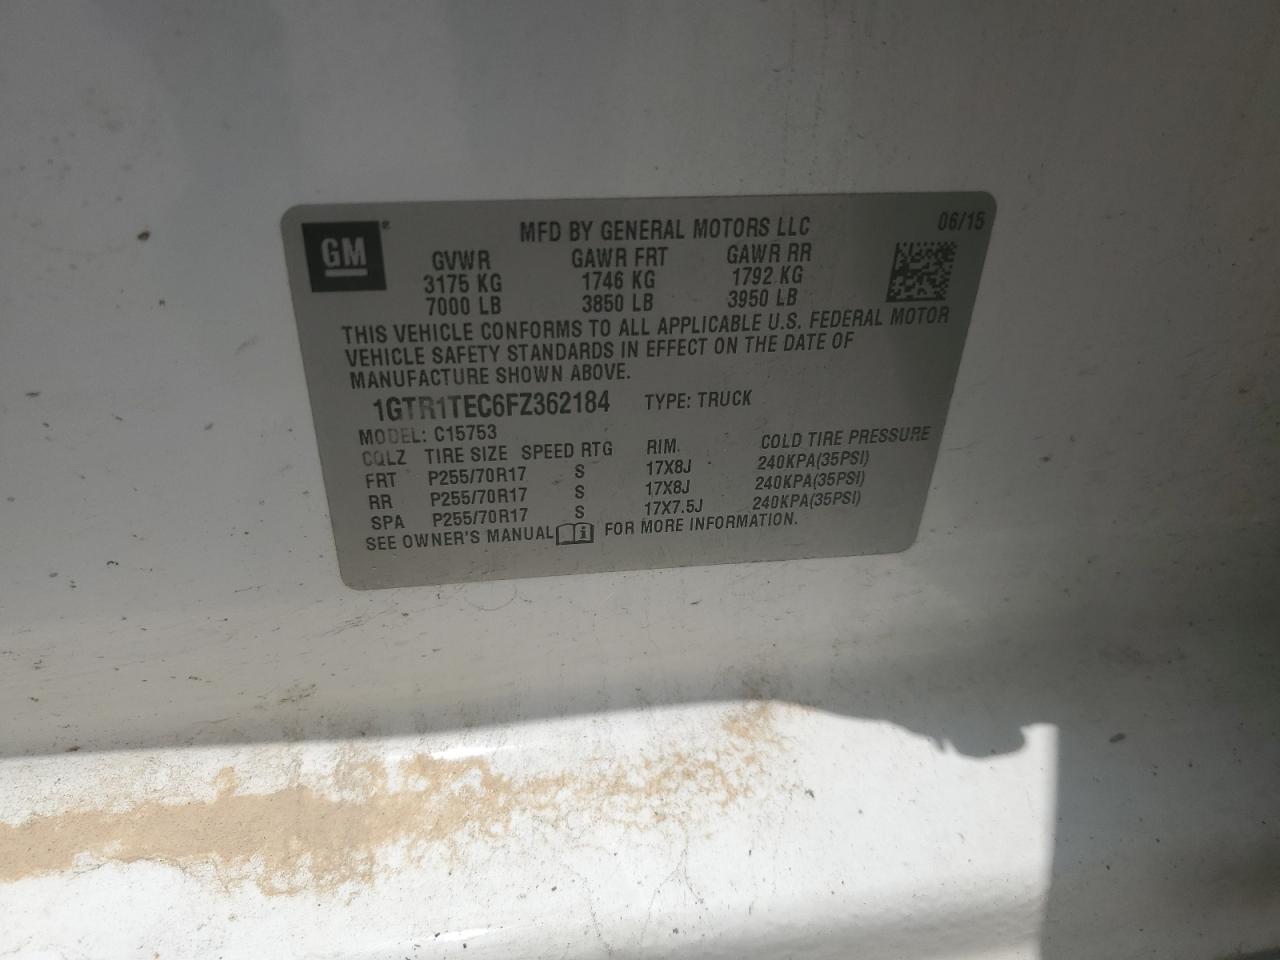 GM®
MFD BY GENERAL MOTORS LLC 06/15
GVWR GAWR FRT GAWR RR
3175 KG 1746 KG 1792 KG
7000 LB 3850 LB 3950 LB
THIS VEHICLE CONFORMS TO ALL APPLICABLE U.S. FEDERAL MOTOR
VEHICLE SAFETY STANDARDS IN EFFECT ON THE DATE OF
MANUFACTURE SHOWN ABOVE.
1GTR1TEC6FZ362184 TYPE: TRUCK
MODEL: C15753
CQLZ TIRE SIZE SPEED RTG RIM. COLD TIRE PRESSURE
FRT P255/70R17 S 17X8J 240KPA(35PSI)
RR P255/70R17 S 17X8J 240KPA(35PSI)
SPA P255/70R17 S 17X7.5J 240KPA(35PSI)
SEE OWNER'S MANUAL FOR MORE INFORMATION.